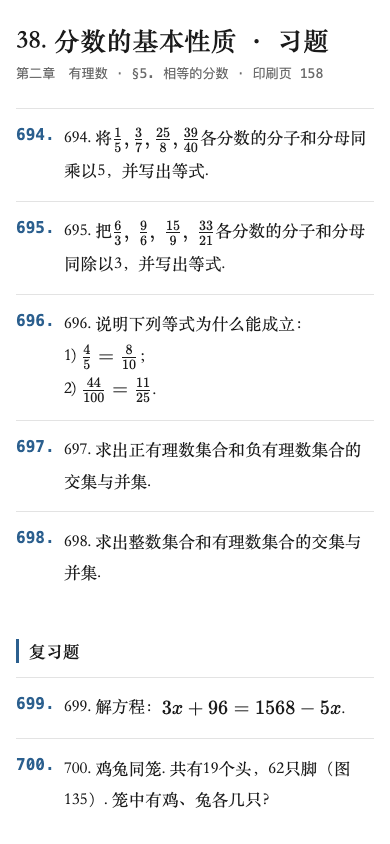 38. 分数的基本性质 · 习题
第二章 有理数 · §5. 相等的分数 · 印刷页 158
694. 694. 将1/5, 3/7, 25/8, 39/40各分数的分子和分母同
乘以5，并写出等式.
695. 695. 把6/3, 9/6, 15/9, 33/21各分数的分子和分母
同除以3，并写出等式.
696. 696. 说明下列等式为什么能成立：
1) 4/5 = 8/10;
2) 44/100 = 11/25.
697. 697. 求出正有理数集合和负有理数集合的
交集与并集.
698. 698. 求出整数集合和有理数集合的交集与
并集.
复习题
699. 699. 解方程：3x + 96 = 1568 − 5x.
700. 700. 鸡兔同笼. 共有19个头，62只脚（图
135）. 笼中有鸡、兔各几只?